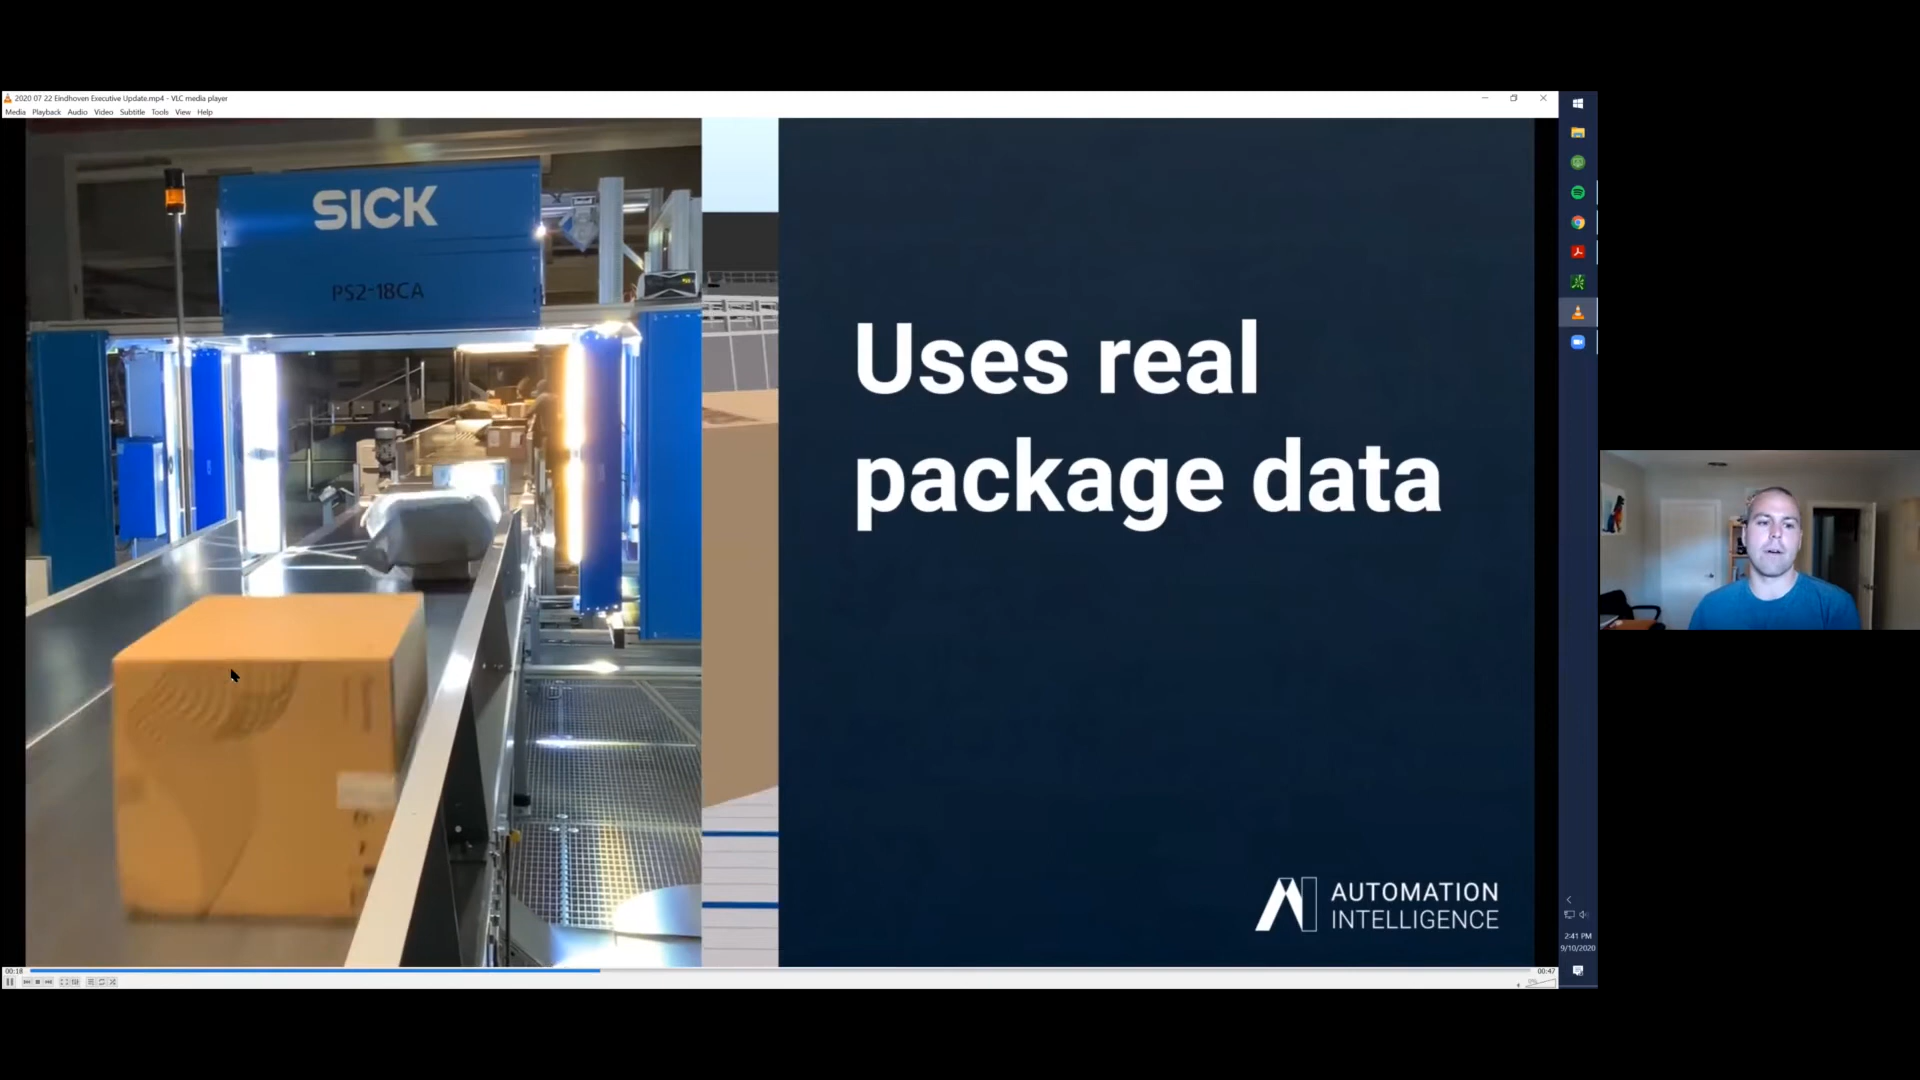 2020 07 22 Eindhoven Executive Update.mp4 - VLC media player
Media Playback Audio Video Subtitle Tools View Help
SICK
PS2-18CA
Uses real
package data
AUTOMATION
INTELLIGENCE
2:41 PM
9/10/2020
00:18
00:47